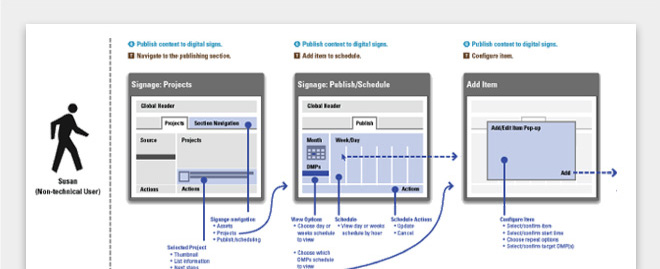 6 Publish content to digital signs.
Navigate to the publishing section.
6 Publish content to digital signs.
Add item to schedule.
6 Publish content to digital signs.
Configure item.
Signage: Projects
Global Header
Projects
Section Navigation
Source
Projects
Actions
Actions
Signage: Publish/Schedule
Global Header
Publish
Month
Week/Day
DMPs
Actions
Add Item
Add/Edit Item Pop-up
Add
Susan
(Non-technical User)
Signage navigation
• Assets
• Projects
• Publish/scheduling
Selected Project
• Thumbnail
• List information
• Next steps
View Options
• Choose day or
weeks schedule
to view
• Choose which
DMPs schedule
to view
Schedule
• View day or weeks
schedule by hour
Schedule Actions
• Update
• Cancel
Configure Item
• Select/confirm item
• Select/confirm start time
• Choose repeat options
• Select/confirm target DMP(s)